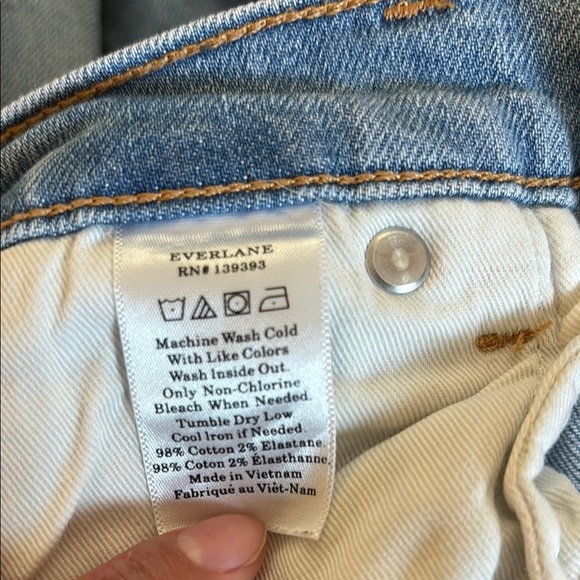 EVERLANE
RN# 139393
Machine Wash Cold
With Like Colors
Wash Inside Out.
Only Non-Chlorine
Bleach When Needed.
Tumble Dry Low
Cool Iron if Needed.
98% Cotton 2% Elastane
98% Coton 2% Élasthanne
Made in Vietnam
Fabriqué au Viêt-Nam